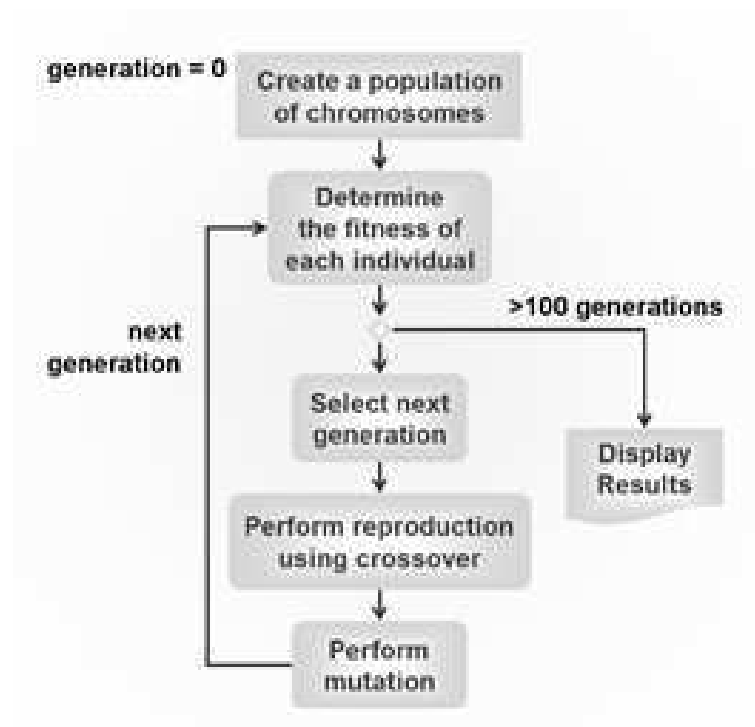 generation = 0
Create a population
of chromosomes
Determine
the fitness of
each individual
>100 generations
next
generation
Select next
generation
Display
Results
Perform reproduction
using crossover
Perform
mutation